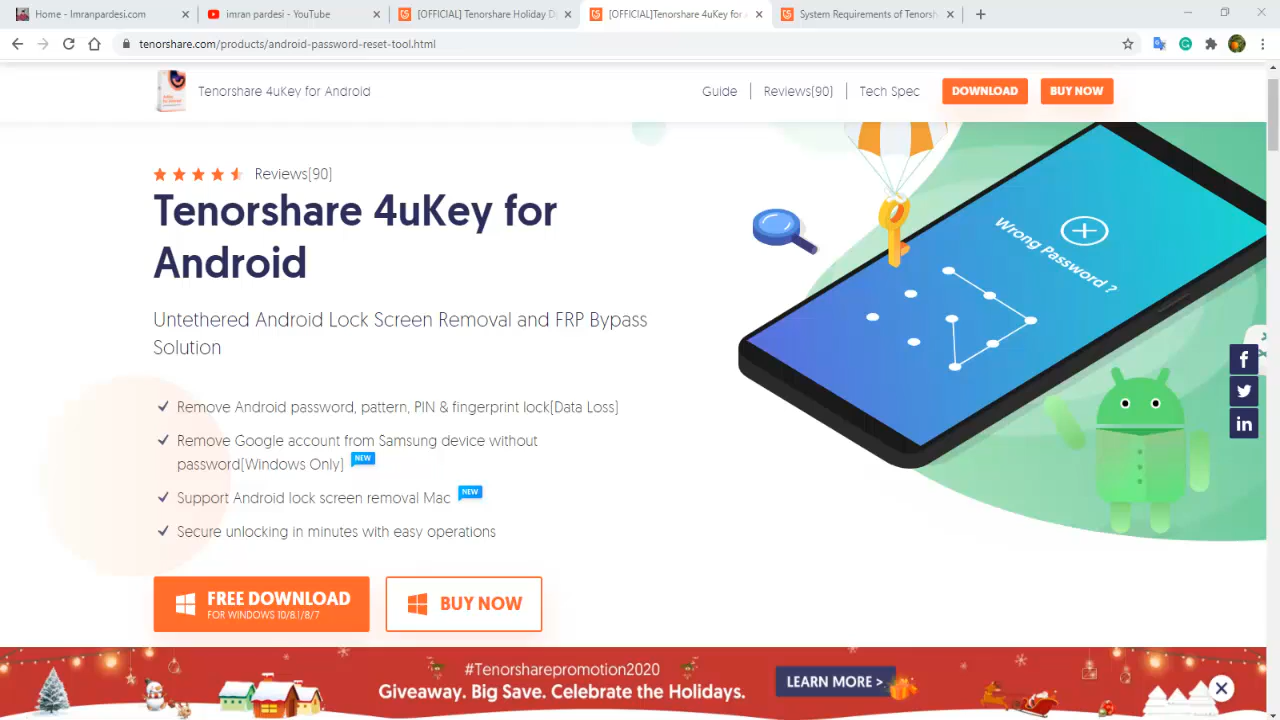 Home - Imranpardesi.com
imran pardesi - YouTube
[OFFICIAL] Tenorshare Holiday D
[OFFICIAL]Tenorshare 4uKey for
System Requirements of Tenorsh
tenorshare.com/products/android-password-reset-tool.html
Tenorshare 4uKey for Android
Guide
Reviews[90]
Tech Spec
DOWNLOAD
BUY NOW
Reviews[90]
Tenorshare 4uKey for
Android
Untethered Android Lock Screen Removal and FRP Bypass
Solution
Remove Android password, pattern, PIN & fingerprint lock[Data Loss]
Remove Google account from Samsung device without
password[Windows Only] NEW
Support Android lock screen removal Mac NEW
Secure unlocking in minutes with easy operations
FREE DOWNLOAD
FOR WINDOWS 10/8.1/8/7
BUY NOW
Wrong Password ?
#Tenorsharepromotion2020
Giveaway. Big Save. Celebrate the Holidays.
LEARN MORE >